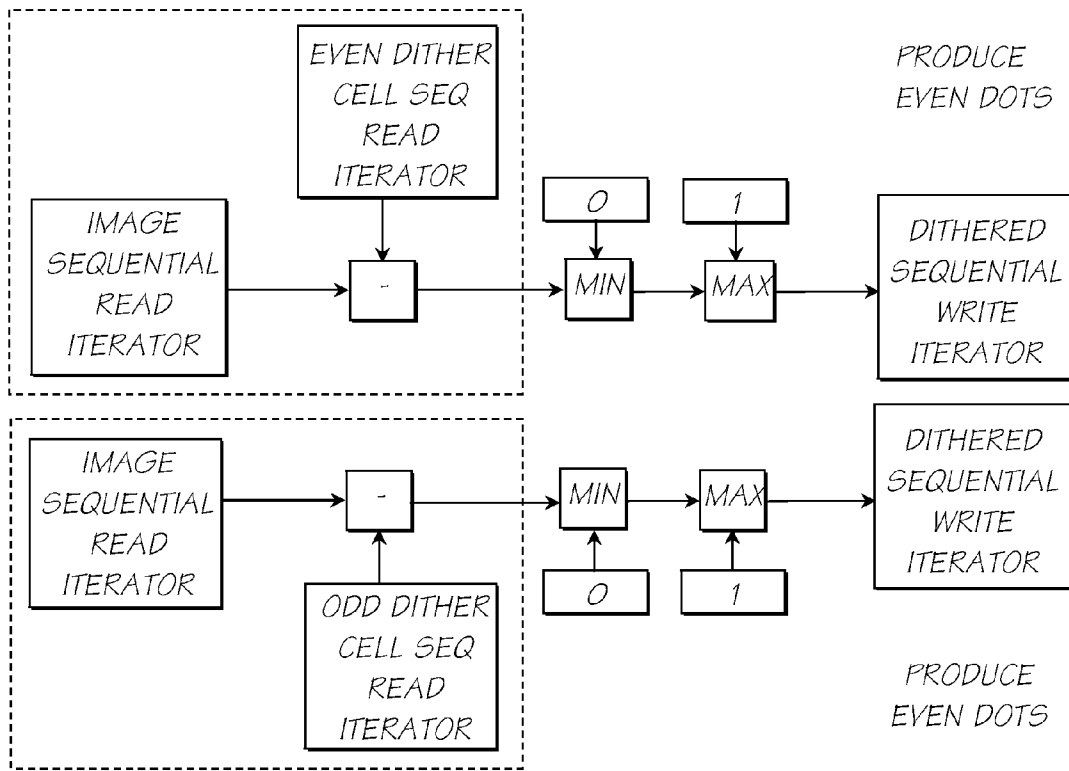 EVEN DITHER
CELL SEQ
READ
ITERATOR
PRODUCE
EVEN DOTS
IMAGE
SEQUENTIAL
READ
ITERATOR
-
0
1
MIN
MAX
DITHERED
SEQUENTIAL
WRITE
ITERATOR
IMAGE
SEQUENTIAL
READ
ITERATOR
-
MIN
MAX
0
1
DITHERED
SEQUENTIAL
WRITE
ITERATOR
ODD DITHER
CELL SEQ
READ
ITERATOR
PRODUCE
EVEN DOTS